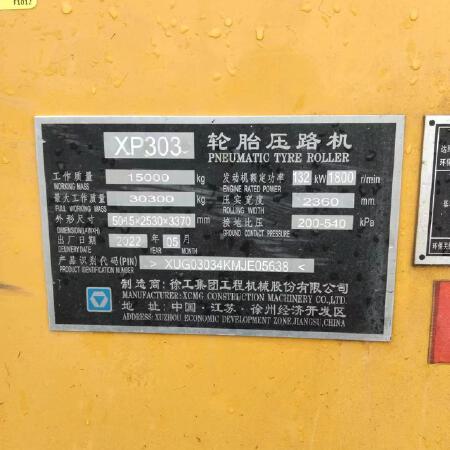 XP303 轮胎压路机
PNEUMATIC TYRE ROLLER
工作质量 15000 kg 发动机额定功率 132 kW 1800 r/min
WORKING MASS ENGINE RATED POWER
最大工作质量 30300 kg 压实宽度 2360 mm
FULL WORKING MASS ROLLING WIDTH
外形尺寸 5015×2530×3370 mm 接地比压 200-540 kPa
DIMENSION(LWH) GROUND CONTACT PRESSURE
出厂日期 2022 年 05 月
DELIVERY DATE YEAR MONTH
产品识别代码(PIN)
PRODUCT IDENTIFICATION NUMBER
> XUG03034KMJE05638 <
制造商:徐工集团工程机械股份有限公司
MANUFACTURER: XCMG CONSTRUCTION MACHINERY CO.,LTD.
地 址: 中国·江苏·徐州经济开发区
ADDRESS: XUZHOU ECONOMIC DEVELOPMENT ZONE JIANGSU,CHINA